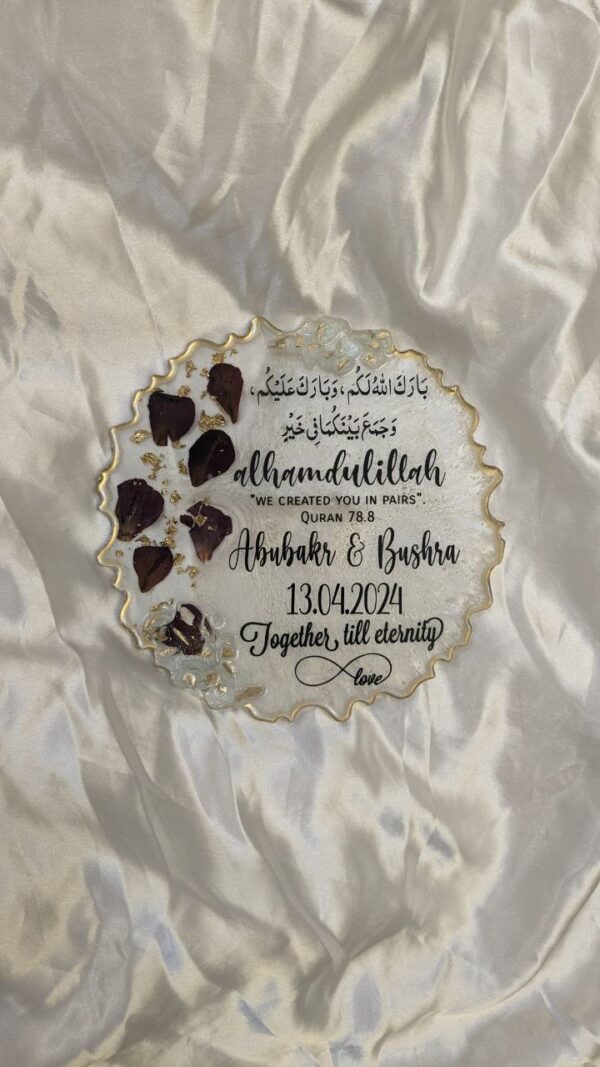 بَارَكَ اللهُ لَكُم، وَبَارَكَ عَلَيْكُم،
وَجَمَعَ بَيْنَكُمَا فِي خَيْرٍ
alhamdulillah
"WE CREATED YOU IN PAIRS".
QURAN 78.8
Abubakr & Bushra
13.04.2024
Together, till eternity
love